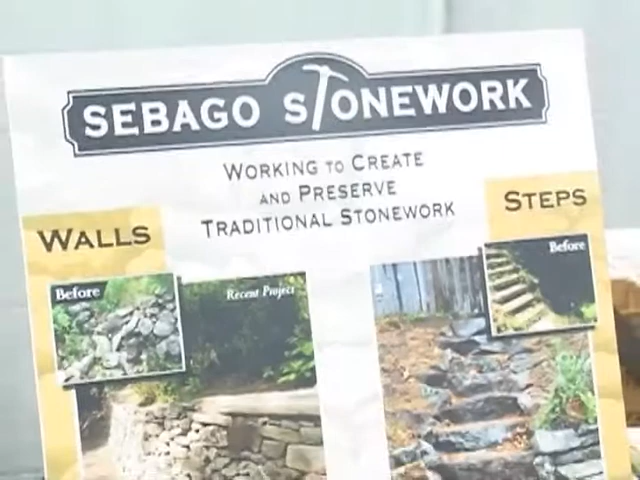 SEBAGO STONEWORK
WORKING TO CREATE
AND PRESERVE
TRADITIONAL STONEWORK
WALLS
STEPS
Before
Recent Project
Before